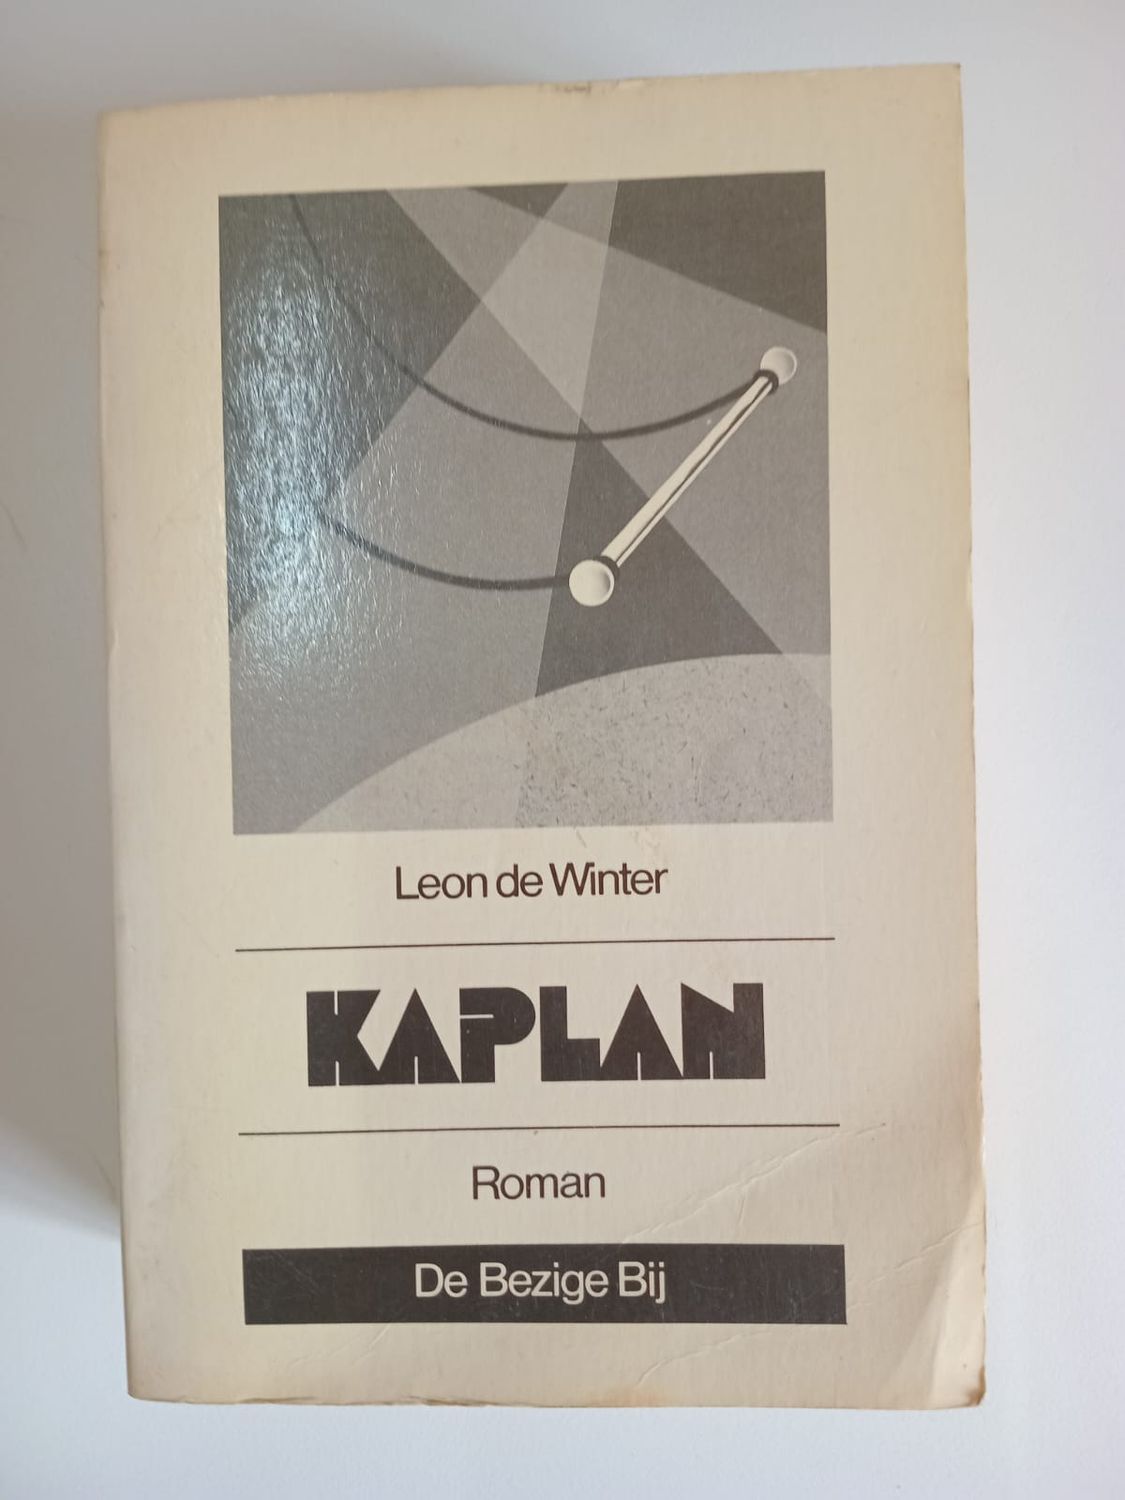 Leon de Winter
KAPLAN
Roman
De Bezige Bij